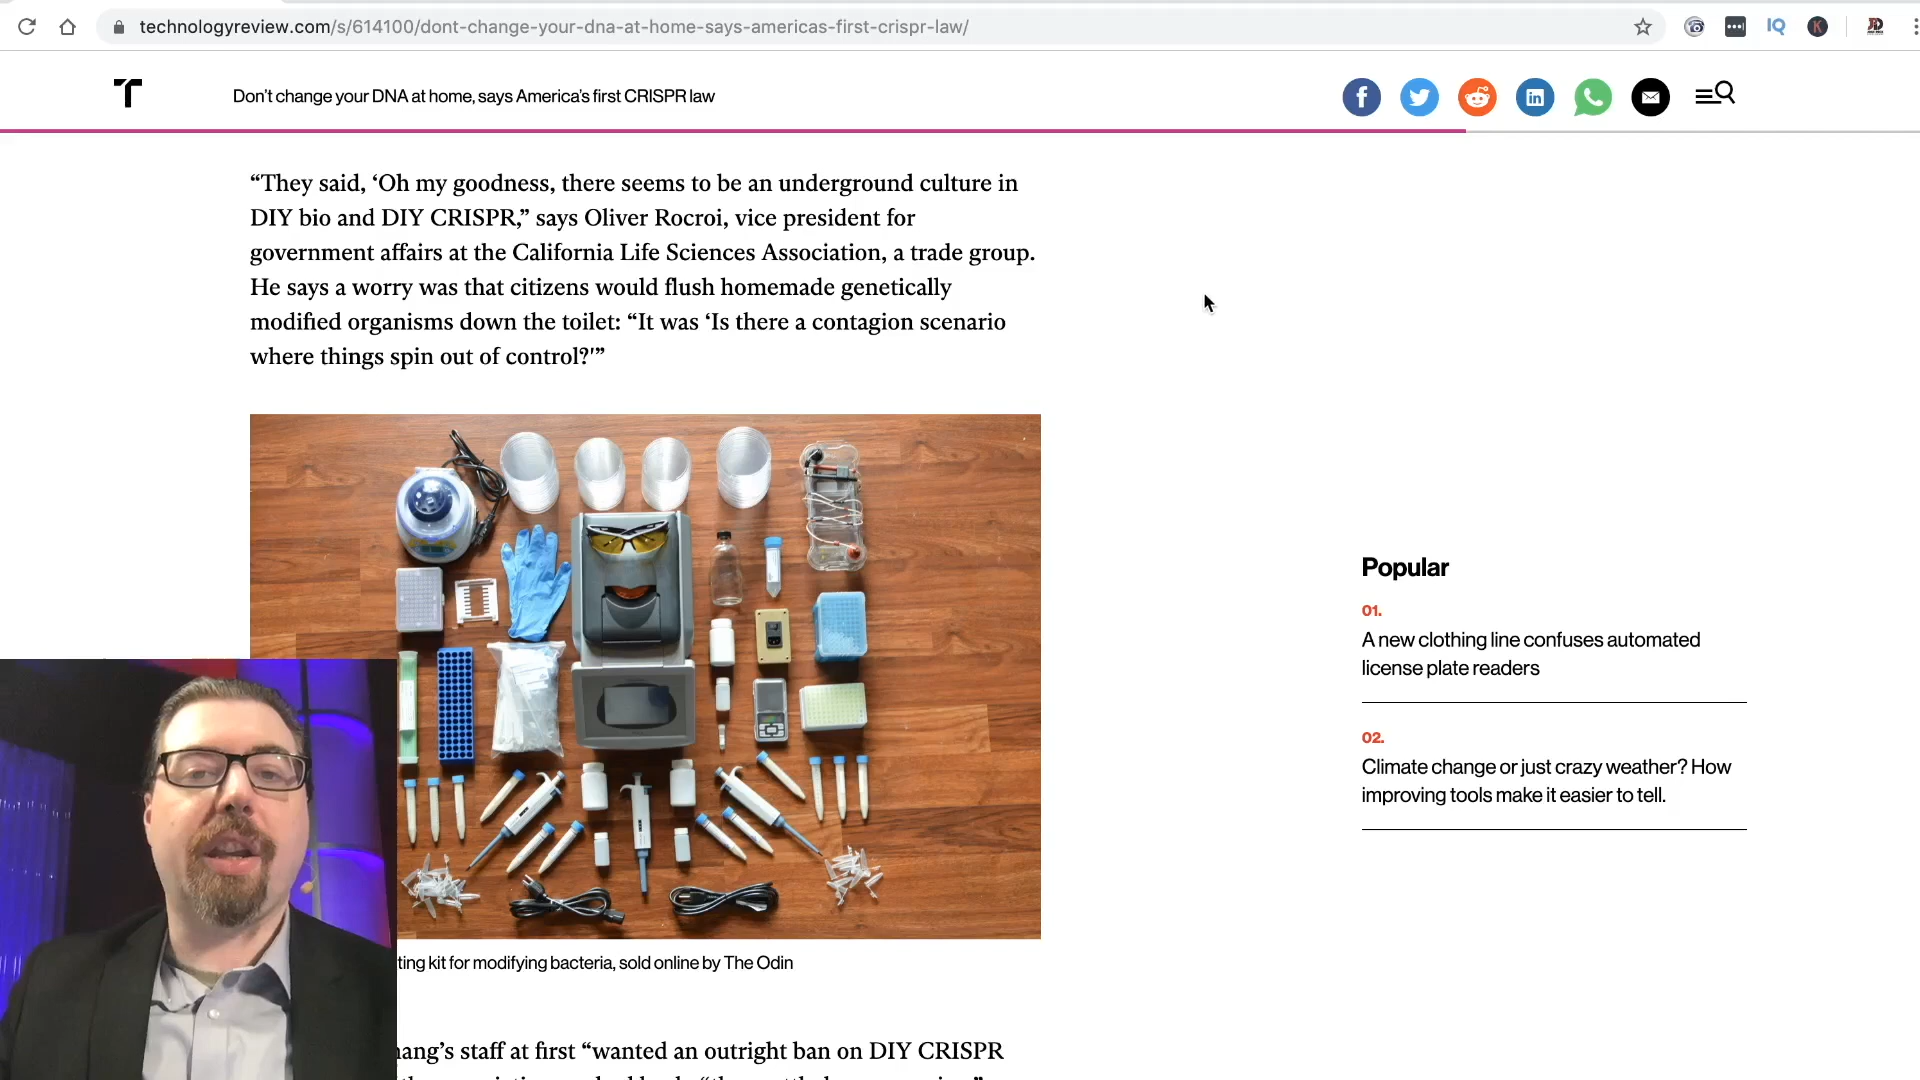 technologyreview.com/s/614100/dont-change-your-dna-at-home-says-americas-first-crispr-law/
IQ
K
T
Don't change your DNA at home, says America's first CRISPR law
“They said, ‘Oh my goodness, there seems to be an underground culture in
DIY bio and DIY CRISPR,” says Oliver Rocroi, vice president for
government affairs at the California Life Sciences Association, a trade group.
He says a worry was that citizens would flush homemade genetically
modified organisms down the toilet: “It was ‘Is there a contagion scenario
where things spin out of control?'”
Popular
01.
A new clothing line confuses automated
license plate readers
02.
Climate change or just crazy weather? How
improving tools make it easier to tell.
ting kit for modifying bacteria, sold online by The Odin
ang’s staff at first “wanted an outright ban on DIY CRISPR